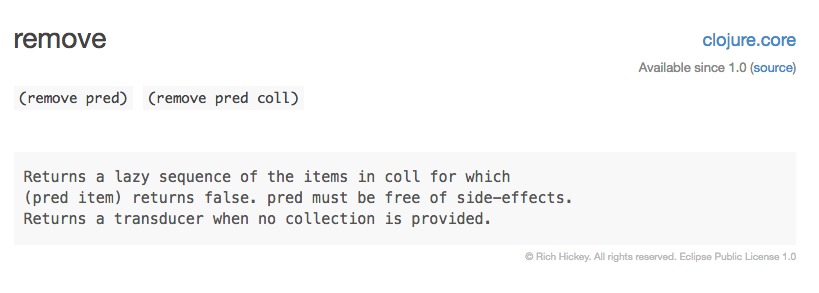 remove
clojure.core
Available since 1.0 (source)
(remove pred) (remove pred coll)
Returns a lazy sequence of the items in coll for which
(pred item) returns false. pred must be free of side-effects.
Returns a transducer when no collection is provided.
© Rich Hickey. All rights reserved. Eclipse Public License 1.0